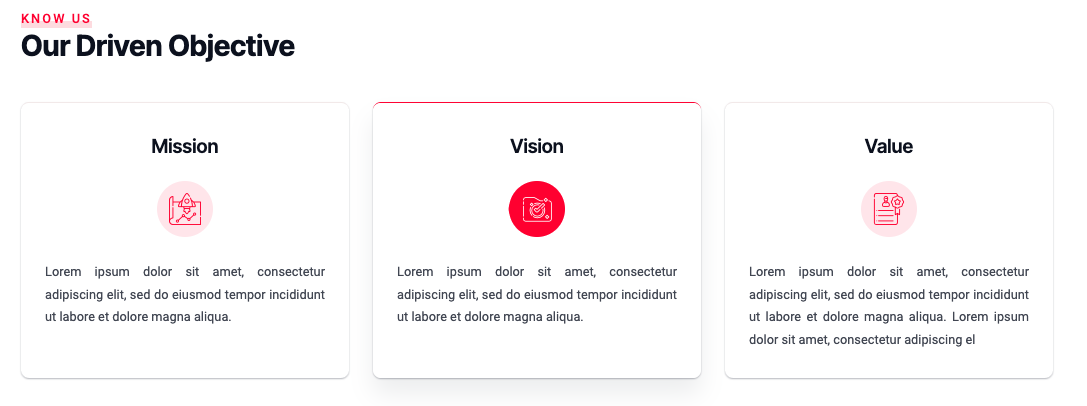 KNOW US
Our Driven Objective
Mission
Lorem ipsum dolor sit amet, consectetur
adipiscing elit, sed do eiusmod tempor incididunt
ut labore et dolore magna aliqua.
Vision
Lorem ipsum dolor sit amet, consectetur
adipiscing elit, sed do eiusmod tempor incididunt
ut labore et dolore magna aliqua.
Value
Lorem ipsum dolor sit amet, consectetur
adipiscing elit, sed do eiusmod tempor incididunt
ut labore et dolore magna aliqua. Lorem ipsum
dolor sit amet, consectetur adipiscing el